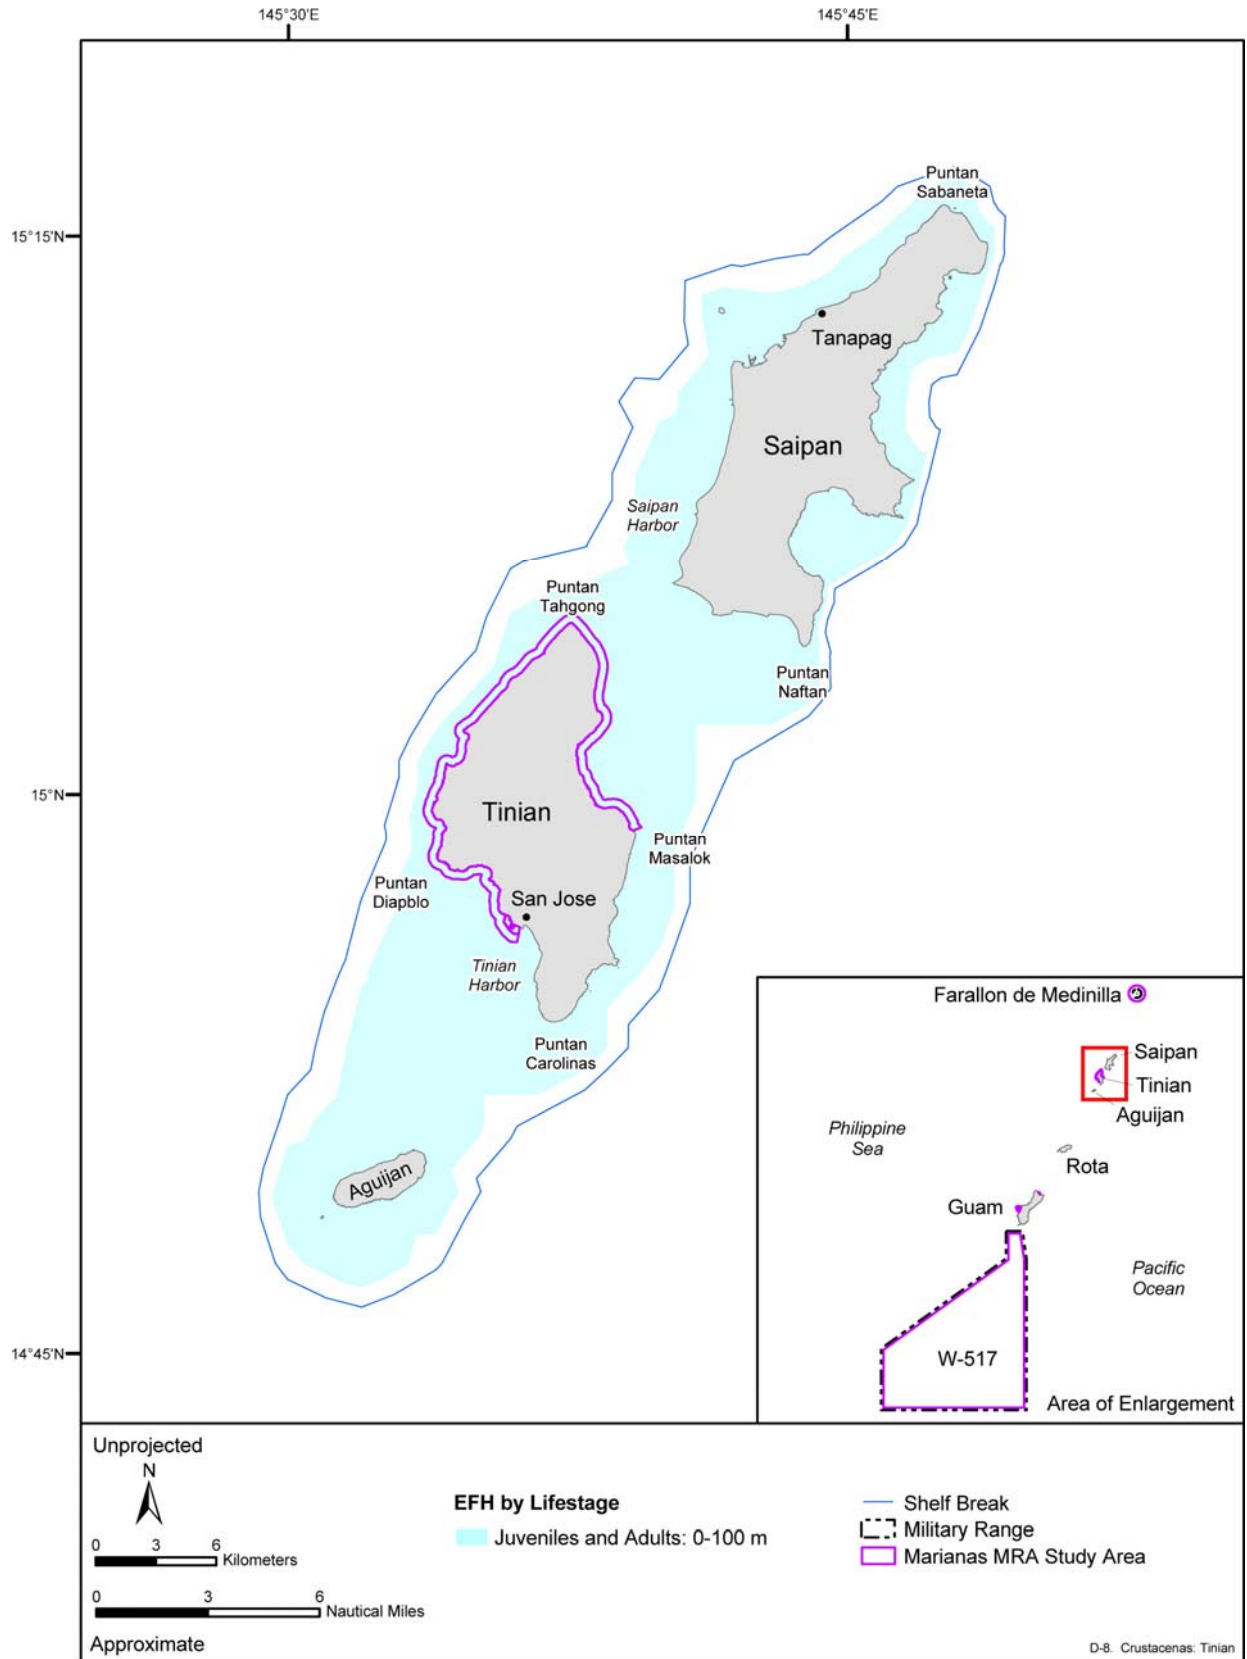 145°30'E
145°45'E
Puntan
Sabaneta
15°15'N
Tanapag
Saipan
Saipan
Harbor
Puntan
Tahgong
Puntan
Naftan
15°N
Tinian
Puntan
Masalok
Puntan
Diapblo
San Jose
Tinian
Harbor
Puntan
Carolinas
Aguijan
14°45'N
Farallon de Medinilla
Saipan
Tinian
Aguijan
Philippine
Sea
Rota
Guam
Pacific
Ocean
W-517
Area of Enlargement
Unprojected
N
0 3 6
Kilometers
0 3 6
Nautical Miles
Approximate
EFH by Lifestage
Juveniles and Adults: 0-100 m
Shelf Break
Military Range
Marianas MRA Study Area
D-8. Crustacenas: Tinian